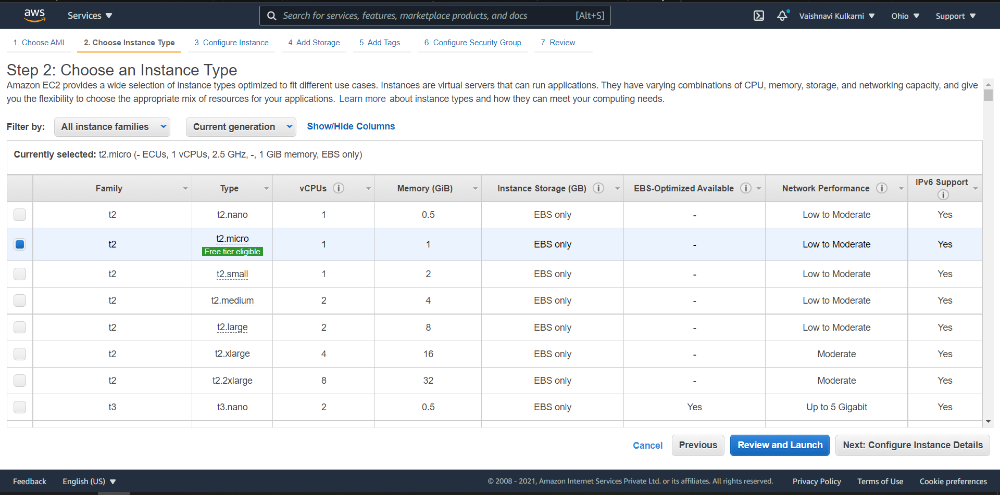 aws
Services
Search for services, features, marketplace products, and docs [Alt+S]
Vaishnavi Kulkarni
Ohio
Support
1. Choose AMI
2. Choose Instance Type
3. Configure Instance
4. Add Storage
5. Add Tags
6. Configure Security Group
7. Review
Step 2: Choose an Instance Type
Amazon EC2 provides a wide selection of instance types optimized to fit different use cases. Instances are virtual servers that can run applications. They have varying combinations of CPU, memory, storage, and networking capacity, and give
you the flexibility to choose the appropriate mix of resources for your applications. Learn more about instance types and how they can meet your computing needs.
Filter by: All instance families Current generation Show/Hide Columns
Currently selected: t2.micro (- ECUs, 1 vCPUs, 2.5 GHz, -, 1 GiB memory, EBS only)
Family Type vCPUs Memory (GiB) Instance Storage (GB) EBS-Optimized Available Network Performance IPv6 Support
t2 t2.nano 1 0.5 EBS only - Low to Moderate Yes
t2 t2.micro Free tier eligible 1 1 EBS only - Low to Moderate Yes
t2 t2.small 1 2 EBS only - Low to Moderate Yes
t2 t2.medium 2 4 EBS only - Low to Moderate Yes
t2 t2.large 2 8 EBS only - Low to Moderate Yes
t2 t2.xlarge 4 16 EBS only - Moderate Yes
t2 t2.2xlarge 8 32 EBS only - Moderate Yes
t3 t3.nano 2 0.5 EBS only Yes Up to 5 Gigabit Yes
Cancel Previous Review and Launch Next: Configure Instance Details
Feedback English (US) © 2008 - 2021, Amazon Internet Services Private Ltd. or its affiliates. All rights reserved. Privacy Policy Terms of Use Cookie preferences